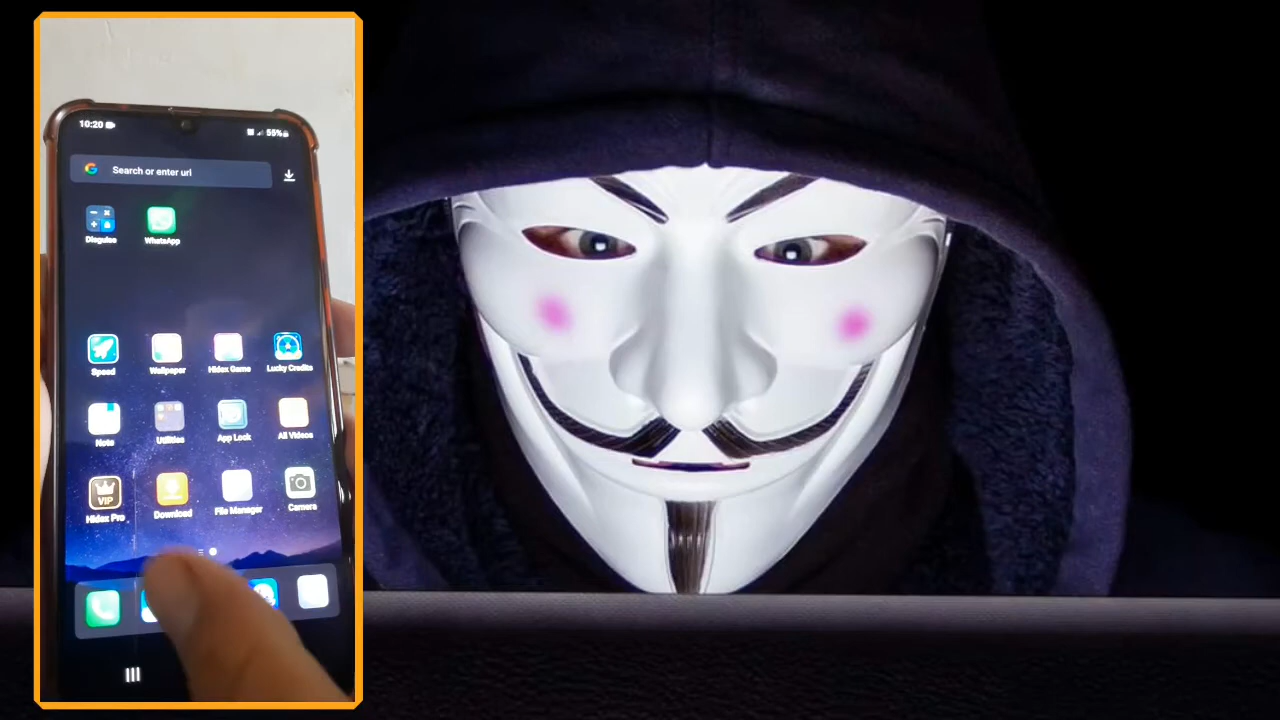 10:20 55%
Search or enter url
Disguise WhatsApp
Speed Wallpaper Hidex Game Lucky Credits
Note Utilities App Lock All Videos
VIP
Hidex Pro Download File Manager Camera